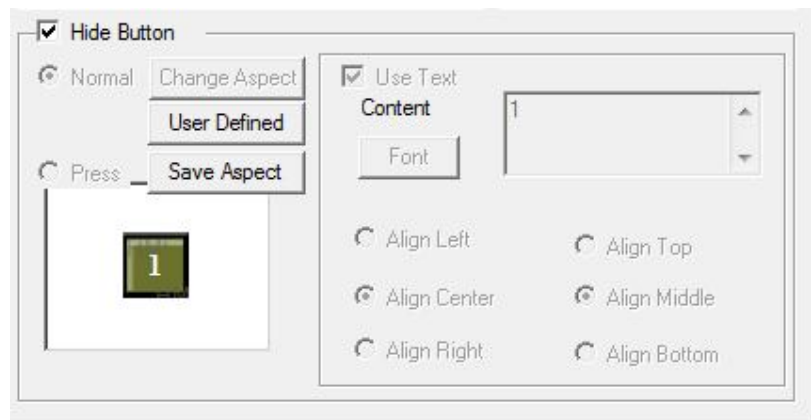 Hide Button
Normal Change Aspect
User Defined
Press Save Aspect
1
Use Text
Content 1
Font
Align Left Align Top
Align Center Align Middle
Align Right Align Bottom